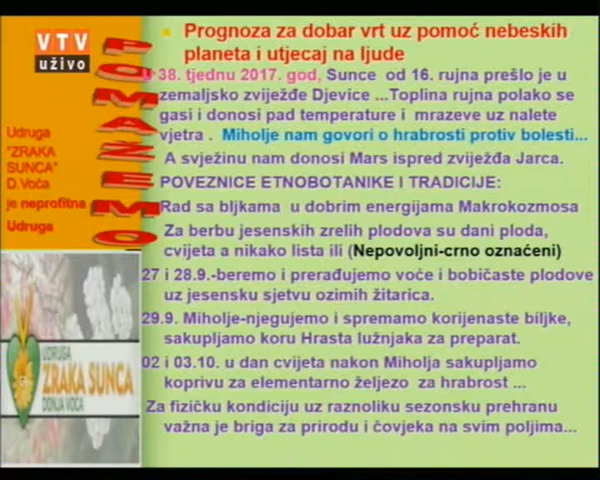 VTV
uživo
POMAŽEMO
Udruga
"ZRAKA
SUNCA"
D.Voća
je neprofitna
Udruga
UDRUGA
ZRAKA SUNCA
DONJA VOĆA
Prognoza za dobar vrt uz pomoć nebeskih
planeta i utjecaj na ljude
U 38. tjednu 2017. god, Sunce od 16. rujna prešlo je u
zemaljsko zviježđe Djevice ...Toplina rujna polako se
gasi i donosi pad temperature i mrazeve uz nalete
vjetra . Miholje nam govori o hrabrosti protiv bolesti...
A svježinu nam donosi Mars ispred zviježđa Jarca.
POVEZNICE ETNOBOTANIKE I TRADICIJE:
Rad sa bljkama u dobrim energijama Makrokozmosa
Za berbu jesenskih zrelih plodova su dani ploda,
cvijeta a nikako lista ili (Nepovoljni-crno označeni)
27 i 28.9.-beremo i prerađujemo voće i bobičaste plodove
uz jesensku sjetvu ozimih žitarica.
29.9. Miholje-njegujemo i spremamo korijenaste biljke,
sakupljamo koru Hrasta lužnjaka za preparat.
02 i 03.10. u dan cvijeta nakon Miholja sakupljamo
koprivu za elementarno željezo za hrabrost ...
Za fizičku kondiciju uz raznoliku sezonsku prehranu
važna je briga za prirodu i čovjeka na svim poljima...